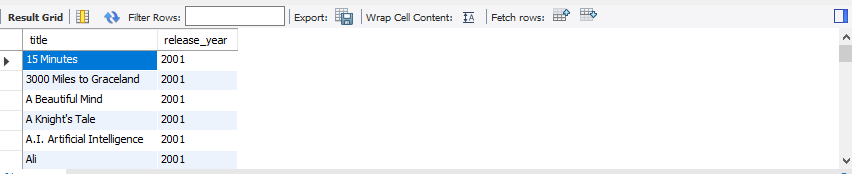 Result Grid Filter Rows: Export: Wrap Cell Content: IA Fetch rows:
title release_year
15 Minutes 2001
3000 Miles to Graceland 2001
A Beautiful Mind 2001
A Knight's Tale 2001
A.I. Artificial Intelligence 2001
Ali 2001